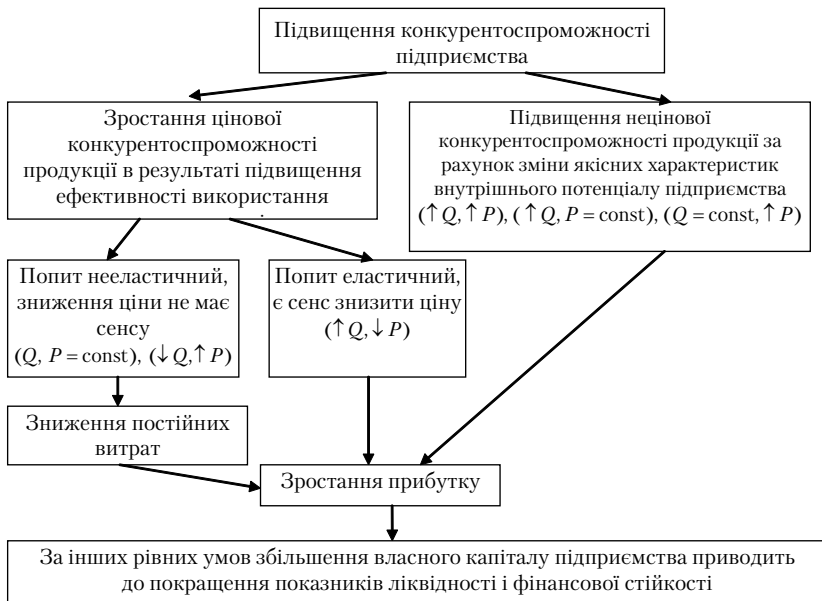 Підвищення конкурентоспроможності
підприємства
Зростання цінової
конкурентоспроможності
продукції в результаті підвищення
ефективності використання
Підвищення нецінової
конкурентоспроможності продукції за
рахунок зміни якісних характеристик
внутрішнього потенціалу підприємства
(↑ Q, ↑ P), (↑ Q, P = const), (Q = const, ↑ P)
Попит нееластичний,
зниження ціни не має
сенсу
(Q, P = const), (↓ Q, ↑ P)
Попит еластичний,
є сенс знизити ціну
(↑ Q, ↓ P)
Зниження постійних
витрат
Зростання прибутку
За інших рівних умов збільшення власного капіталу підприємства приводить
до покращення показників ліквідності і фінансової стійкості